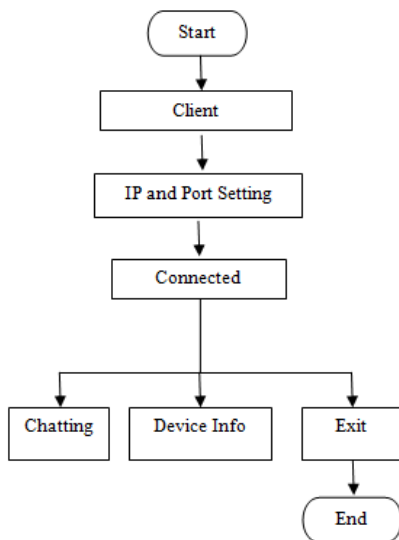 Start
Client
IP and Port Setting
Connected
Chatting
Device Info
Exit
End